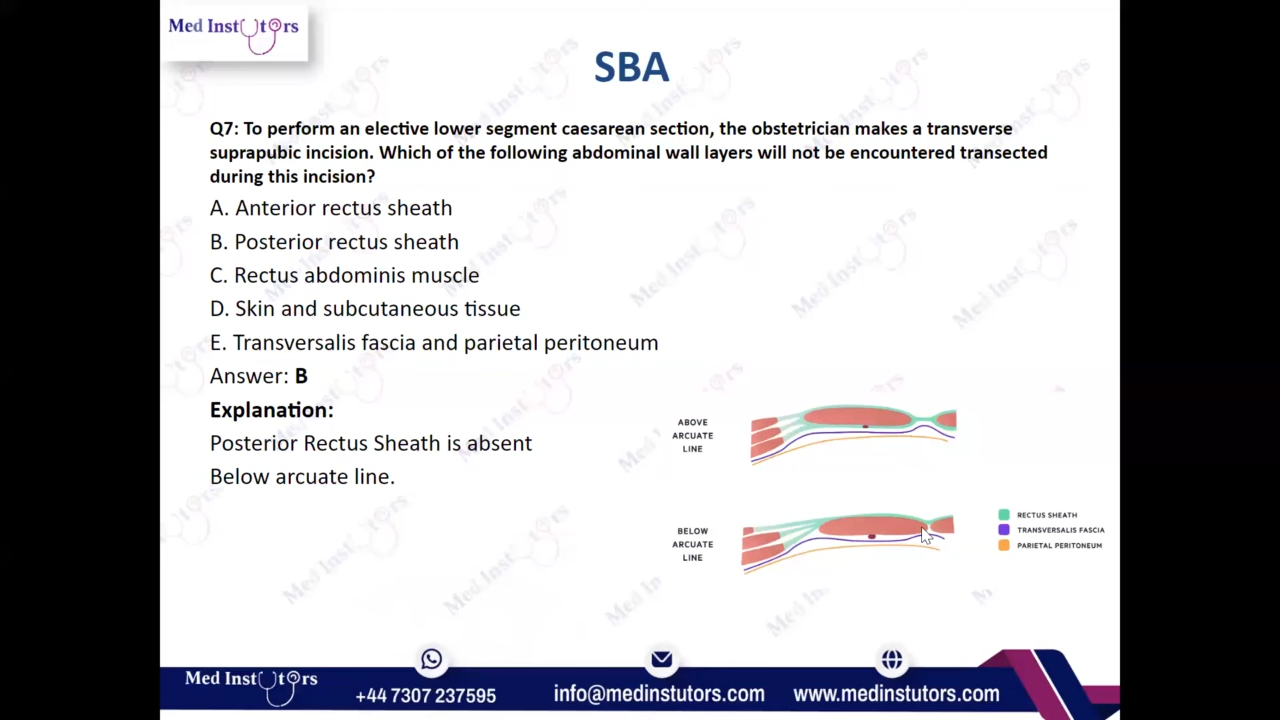 Med Instutors
SBA
Q7: To perform an elective lower segment caesarean section, the obstetrician makes a transverse
suprapubic incision. Which of the following abdominal wall layers will not be encountered transected
during this incision?
A. Anterior rectus sheath
B. Posterior rectus sheath
C. Rectus abdominis muscle
D. Skin and subcutaneous tissue
E. Transversalis fascia and parietal peritoneum
Answer: B
Explanation:
Posterior Rectus Sheath is absent
Below arcuate line.
ABOVE
ARCUATE
LINE
BELOW
ARCUATE
LINE
RECTUS SHEATH
TRANSVERSALIS FASCIA
PARIETAL PERITONEUM
Med Instutors
+44 7307 237595
info@medinstutors.com
www.medinstutors.com